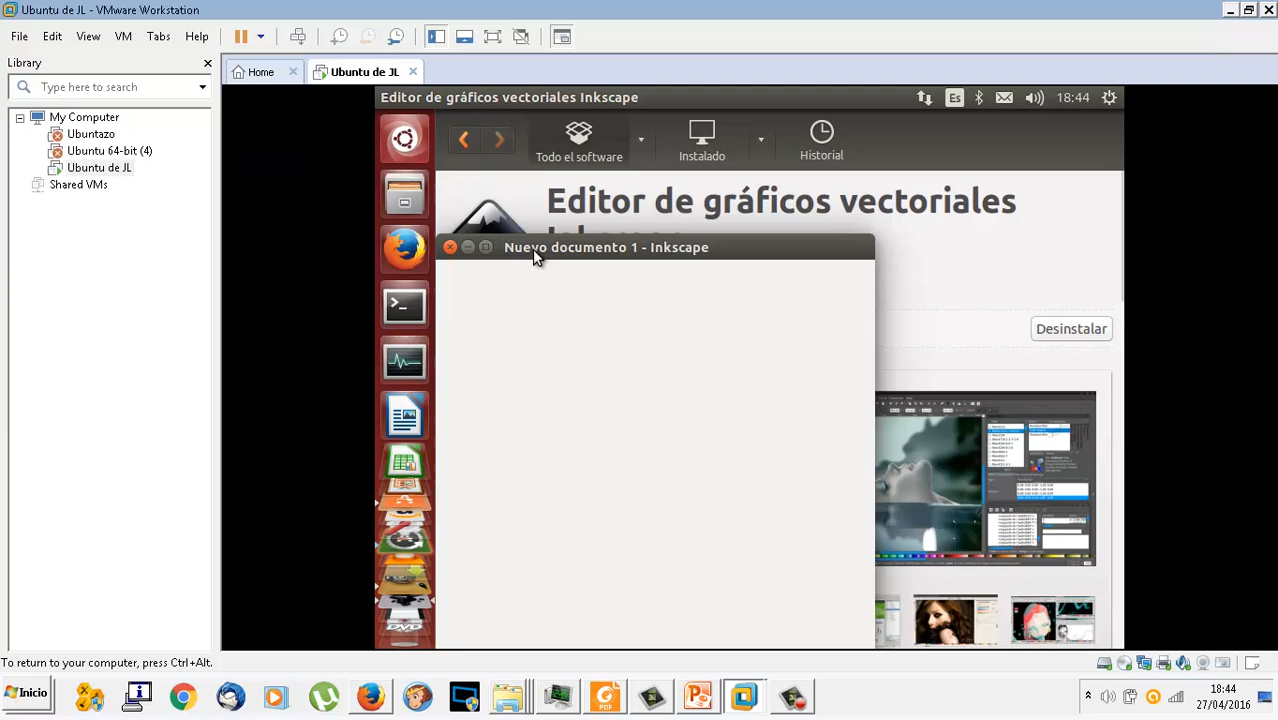 Ubuntu de JL - VMware Workstation
File Edit View VM Tabs Help
Library
Type here to search
Home
Ubuntu de JL
My Computer
Ubuntazo
Ubuntu 64-bit (4)
Ubuntu de JL
Shared VMs
Editor de gráficos vectoriales Inkscape
Es
18:44
Todo el software
Instalado
Historial
Editor de gráficos vectoriales
Nuevo documento 1 - Inkscape
Desinstalar
DVD
To return to your computer, press Ctrl+Alt.
Inicio
PDF
18:44
27/04/2016